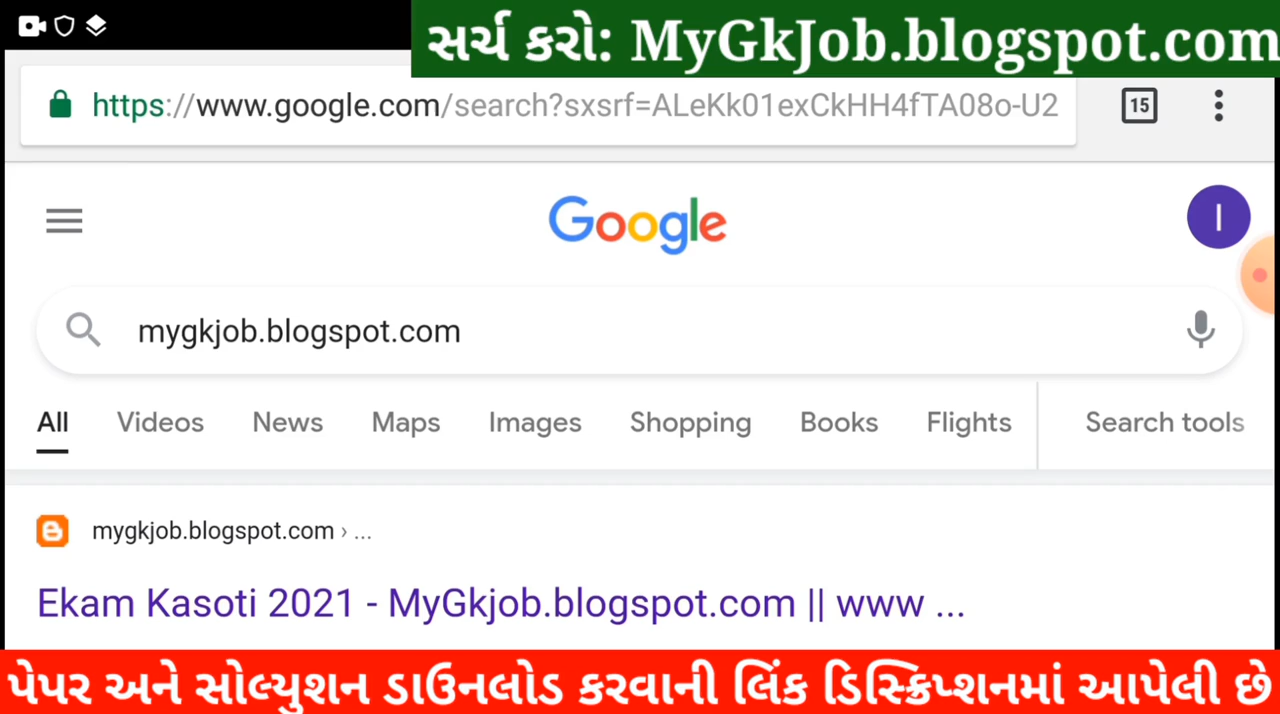 સર્ચ કરો: MyGkJob.blogspot.com
https://www.google.com/search?sxsrf=ALeKk01exCkHH4fTA08o-U2
15
Google
I
mygkjob.blogspot.com
All Videos News Maps Images Shopping Books Flights Search tools
mygkjob.blogspot.com › ...
Ekam Kasoti 2021 - MyGkjob.blogspot.com || www ...
પેપર અને સોલ્યુશન ડાઉનલોડ કરવાની લિંક ડિસ્ક્રિપ્શનમાં આપેલી છે